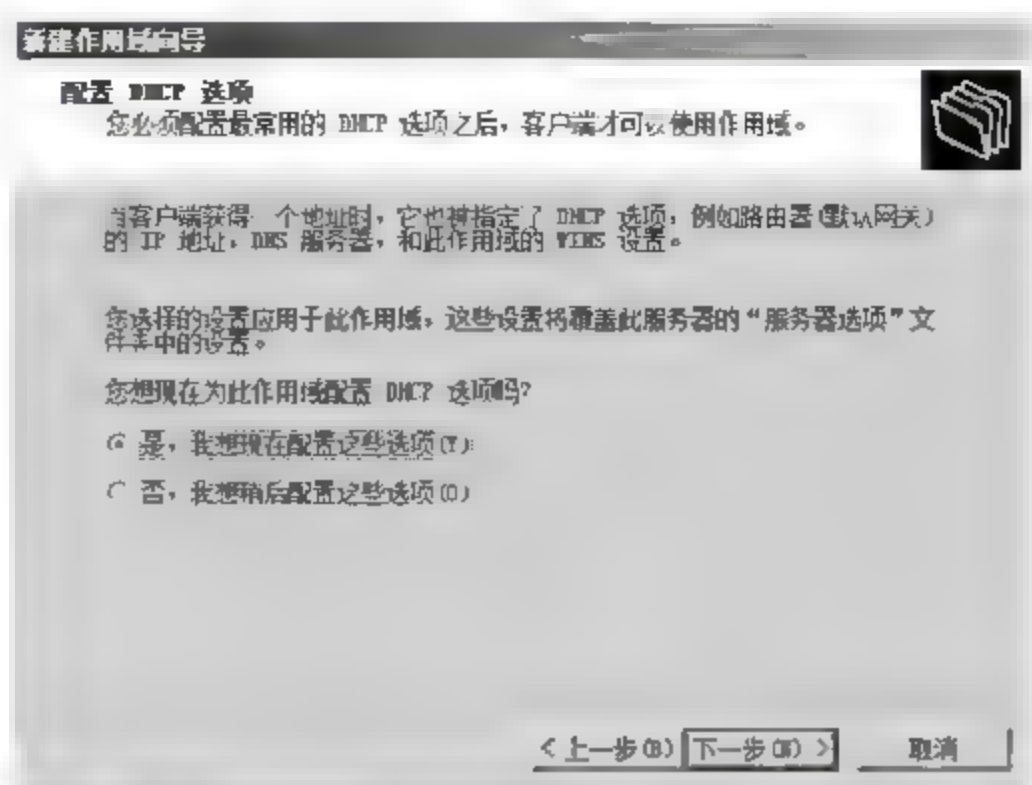 新建作用域向导
配置 DHCP 选项
您必须配置最常用的 DHCP 选项之后，客户端才可以使用作用域。
当客户端获得一个地址时，它也被指定了 DHCP 选项，例如路由器(默认网关)
的 IP 地址，DNS 服务器，和此作用域的 WINS 设置。
您选择的设置应用于此作用域，这些设置将覆盖此服务器的“服务器选项”文
件夹中的设置。
您想现在为此作用域配置 DHCP 选项吗?
是，我想现在配置这些选项(Y)
否，我想稍后配置这些选项(O)
< 上一步(B) 下一步(N) > 取消